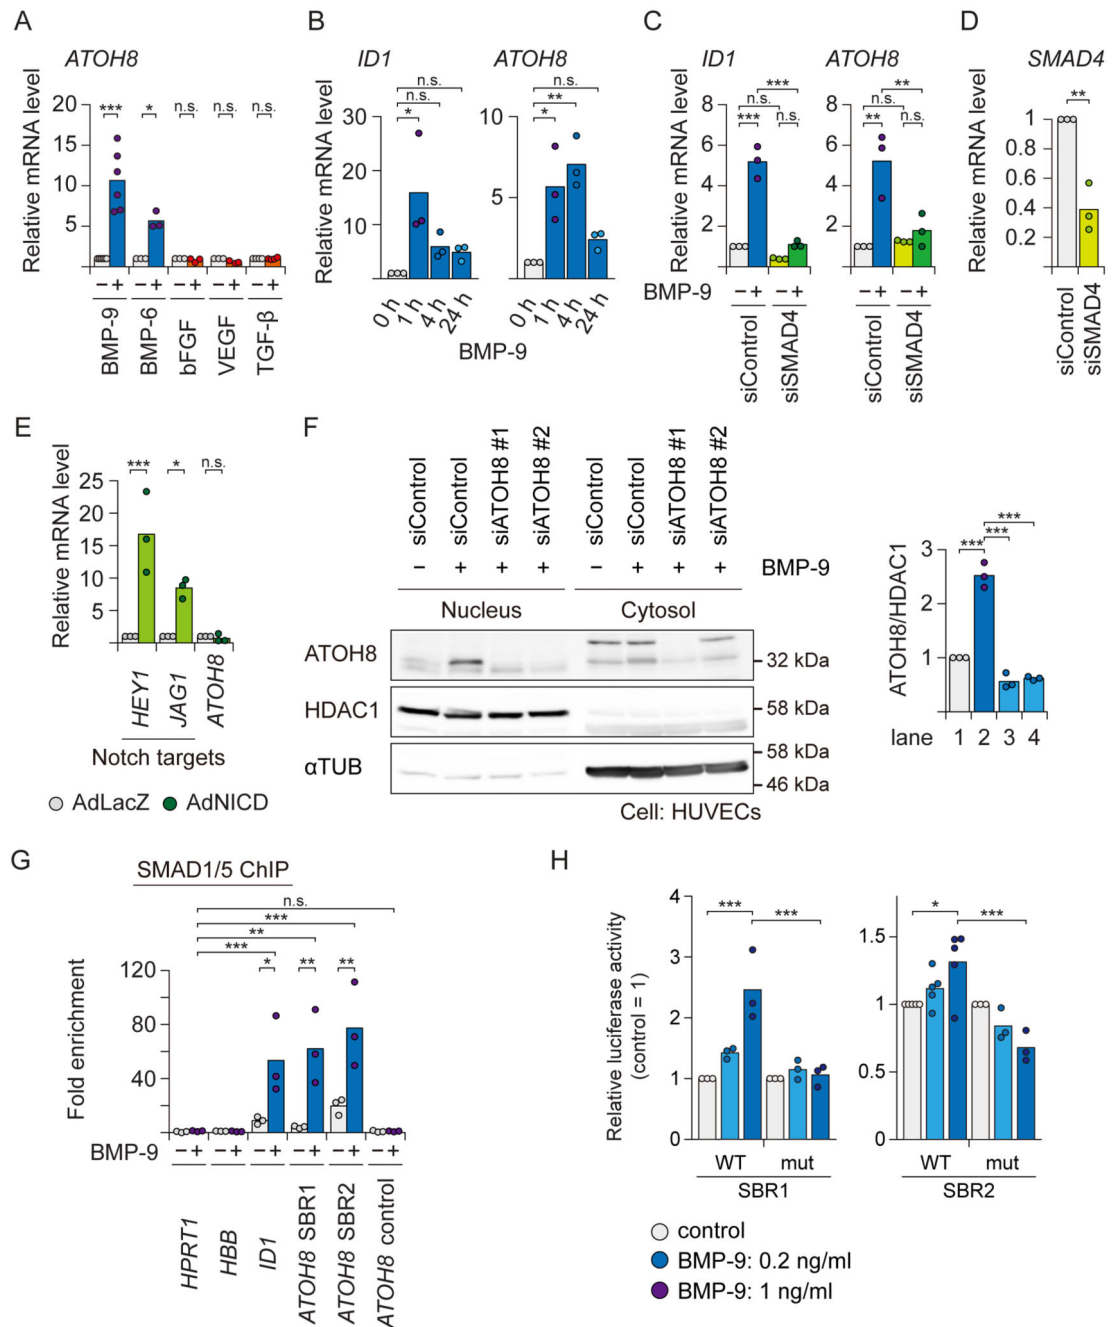 A
ATOH8
Relative mRNA level
20
15
10
5
*** * n.s. n.s. n.s.
− + − + − + − + − +
BMP-9
BMP-6
bFGF
VEGF
TGF-β
B
ID1
ATOH8
Relative mRNA level
n.s.
n.s.
*
30
20
10
0 h
1 h
4 h
24 h
n.s.
**
*
10
5
0 h
1 h
4 h
24 h
BMP-9
C
ID1
ATOH8
Relative mRNA level
***
n.s.
*** n.s.
8
6
4
2
**
n.s.
** n.s.
8
6
4
2
BMP-9 − + − + − + − +
siControl
siSMAD4
siControl
siSMAD4
D
SMAD4
Relative mRNA level
**
1
0.8
0.6
0.4
0.2
siControl
siSMAD4
E
Relative mRNA level
*** * n.s.
25
20
15
10
5
HEY1
JAG1
ATOH8
Notch targets
AdLacZ AdNICD
F
siControl
siControl
siATOH8 #1
siATOH8 #2
siControl
siControl
siATOH8 #1
siATOH8 #2
− + + + − + + + BMP-9
Nucleus Cytosol
ATOH8
32 kDa
HDAC1
58 kDa
αTUB
58 kDa
46 kDa
Cell: HUVECs
ATOH8/HDAC1
***
***
***
3
2
1
lane 1 2 3 4
G
SMAD1/5 ChIP
n.s.
***
**
***
* ** **
Fold enrichment
120
80
40
BMP-9 − + − + − + − + − + − +
HPRT1
HBB
ID1
ATOH8 SBR1
ATOH8 SBR2
ATOH8 control
H
Relative luciferase activity
(control = 1)
*** ***
4
3
2
1
0
WT mut
SBR1
* ***
2
1.5
1
0.5
0
WT mut
SBR2
control
BMP-9: 0.2 ng/ml
BMP-9: 1 ng/ml